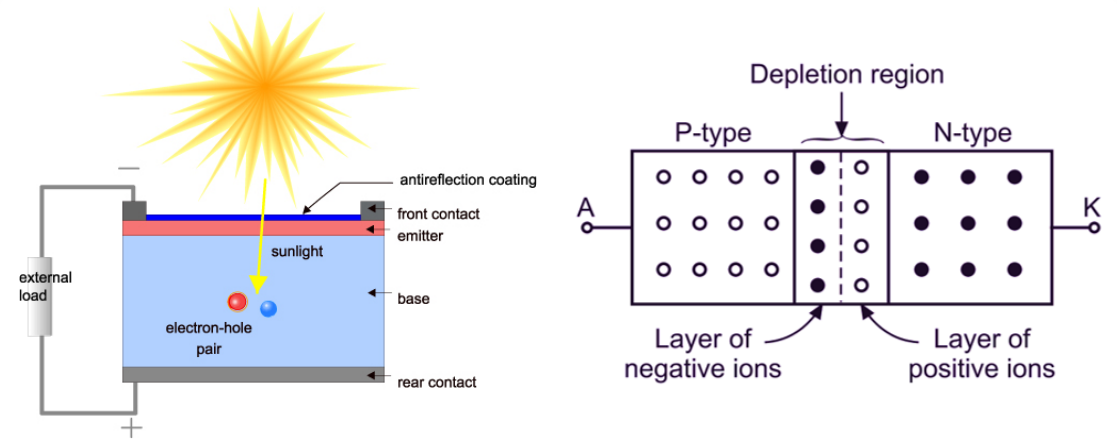 −
antireflection coating
front contact
emitter
sunlight
external
load
base
electron-hole
pair
rear contact
+
Depletion region
P-type
N-type
A
K
Layer of
negative ions
Layer of
positive ions